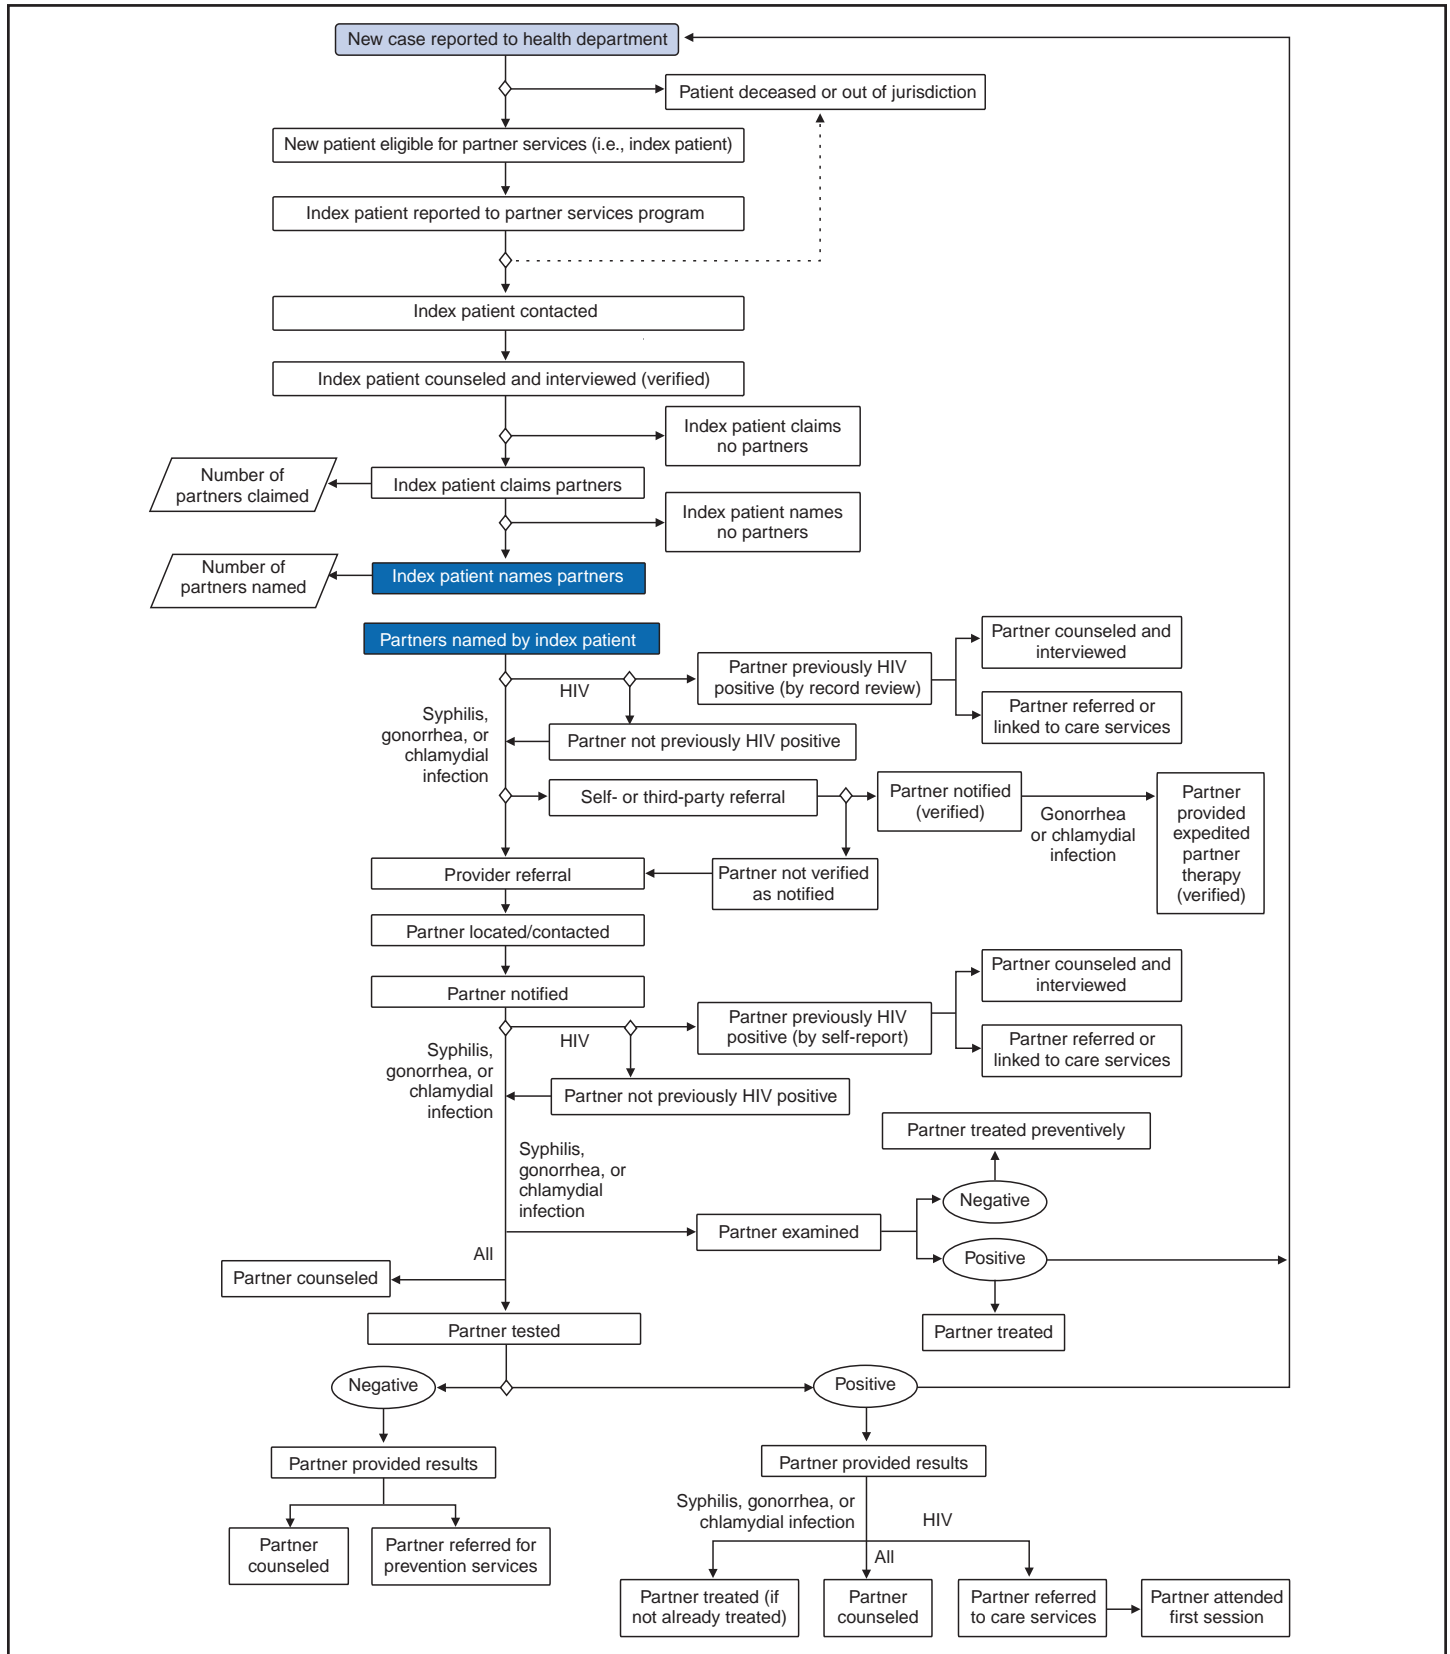 New case reported to health department
Patient deceased or out of jurisdiction
New patient eligible for partner services (i.e., index patient)
Index patient reported to partner services program
Index patient contacted
Index patient counseled and interviewed (verified)
Index patient claims
no partners
Number of
partners claimed
Index patient claims partners
Index patient names
no partners
Number of
partners named
Index patient names partners
Partners named by index patient
Partner counseled and
interviewed
HIV
Partner previously HIV
positive (by record review)
Partner referred or
linked to care services
Syphilis,
gonorrhea, or
chlamydial
infection
Partner not previously HIV positive
Self- or third-party referral
Partner notified
(verified)
Gonorrhea
or chlamydial
infection
Partner
provided
expedited
partner
therapy
(verified)
Provider referral
Partner not verified
as notified
Partner located/contacted
Partner notified
Partner counseled and
interviewed
HIV
Partner previously HIV
positive (by self-report)
Partner referred or
linked to care services
Syphilis,
gonorrhea, or
chlamydial
infection
Partner not previously HIV positive
Partner treated preventively
Syphilis,
gonorrhea, or
chlamydial
infection
Negative
Partner examined
All
Positive
Partner counseled
Partner treated
Partner tested
Negative
Positive
Partner provided results
Partner provided results
Syphilis, gonorrhea, or
chlamydial infection
HIV
All
Partner
counseled
Partner referred for
prevention services
Partner treated (if
not already treated)
Partner
counseled
Partner referred
to care services
Partner attended
first session